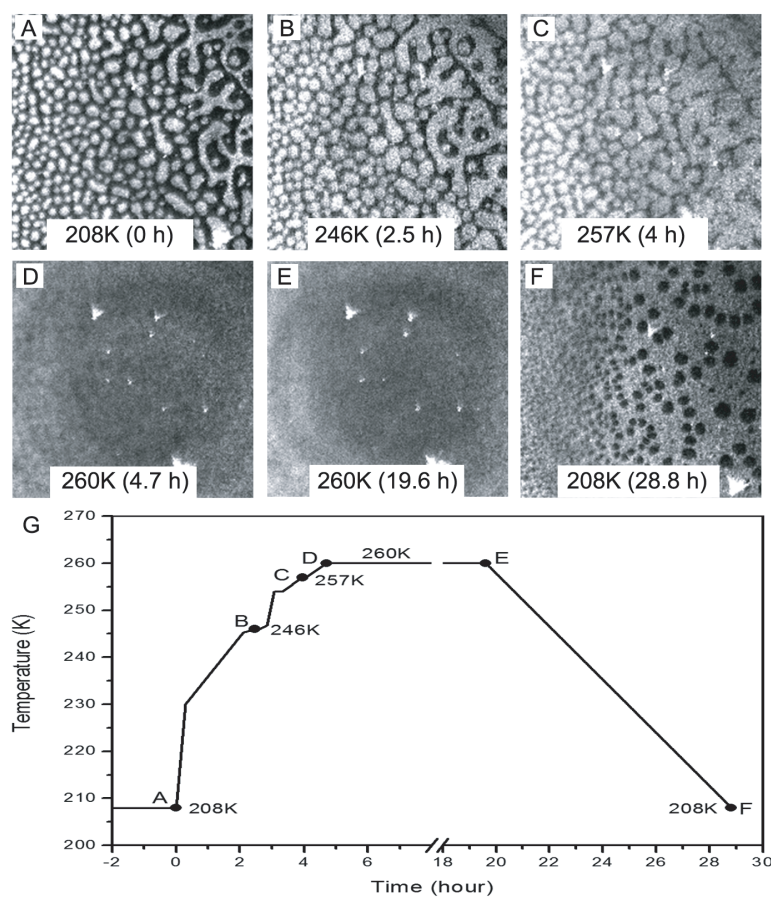 A
B
C
208K (0 h)
246K (2.5 h)
257K (4 h)
D
E
F
260K (4.7 h)
260K (19.6 h)
208K (28.8 h)
G
270
260
250
240
230
220
210
200
Temperature (K)
A
208K
B
246K
C
257K
D
260K
E
208K
F
-2
0
2
4
6
18
20
22
24
26
28
30
Time (hour)